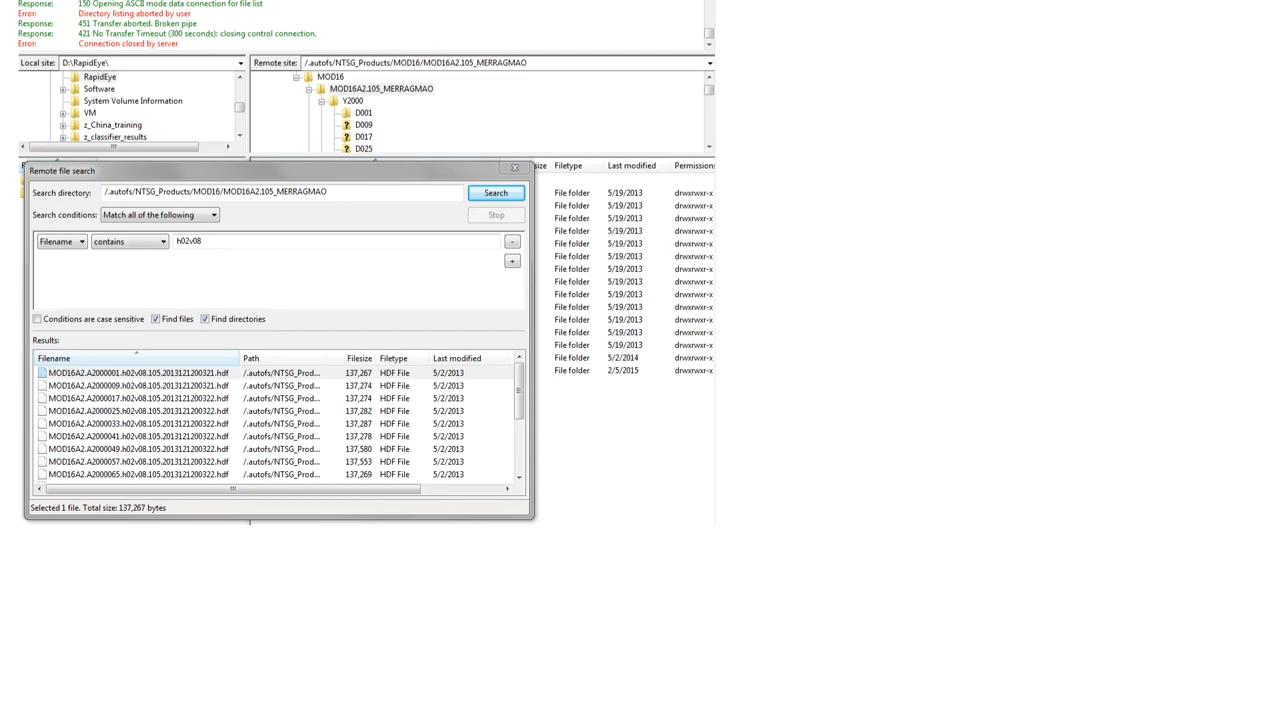 Response: 150 Opening ASCII mode data connection for file list
Error: Directory listing aborted by user
Response: 451 Transfer aborted. Broken pipe
Response: 421 No Transfer Timeout (300 seconds): closing control connection.
Error: Connection closed by server
Local site: D:\RapidEye\
Remote site: /.autofs/NTSG_Products/MOD16/MOD16A2.105_MERRAGMAO
RapidEye
Software
System Volume Information
VM
z_China_training
z_classifier_results
MOD16
MOD16A2.105_MERRAGMAO
Y2000
D001
D009
D017
D025
size Filetype Last modified Permissions
File folder 5/19/2013 drwxrwxr-x
File folder 5/19/2013 drwxrwxr-x
File folder 5/19/2013 drwxrwxr-x
File folder 5/19/2013 drwxrwxr-x
File folder 5/19/2013 drwxrwxr-x
File folder 5/19/2013 drwxrwxr-x
File folder 5/19/2013 drwxrwxr-x
File folder 5/19/2013 drwxrwxr-x
File folder 5/19/2013 drwxrwxr-x
File folder 5/19/2013 drwxrwxr-x
File folder 5/19/2013 drwxrwxr-x
File folder 5/19/2013 drwxrwxr-x
File folder 5/19/2013 drwxrwxr-x
File folder 5/2/2014 drwxrwxr-x
File folder 2/5/2015 drwxrwxr-x
Remote file search
Search directory: /.autofs/NTSG_Products/MOD16/MOD16A2.105_MERRAGMAO Search
Search conditions: Match all of the following Stop
Filename contains h02v08 -
+
Conditions are case sensitive Find files Find directories
Results:
Filename Path Filesize Filetype Last modified
MOD16A2.A2000001.h02v08.105.2013121200321.hdf /.autofs/NTSG_Prod... 137,267 HDF File 5/2/2013
MOD16A2.A2000009.h02v08.105.2013121200321.hdf /.autofs/NTSG_Prod... 137,274 HDF File 5/2/2013
MOD16A2.A2000017.h02v08.105.2013121200322.hdf /.autofs/NTSG_Prod... 137,274 HDF File 5/2/2013
MOD16A2.A2000025.h02v08.105.2013121200322.hdf /.autofs/NTSG_Prod... 137,282 HDF File 5/2/2013
MOD16A2.A2000033.h02v08.105.2013121200322.hdf /.autofs/NTSG_Prod... 137,287 HDF File 5/2/2013
MOD16A2.A2000041.h02v08.105.2013121200322.hdf /.autofs/NTSG_Prod... 137,278 HDF File 5/2/2013
MOD16A2.A2000049.h02v08.105.2013121200322.hdf /.autofs/NTSG_Prod... 137,580 HDF File 5/2/2013
MOD16A2.A2000057.h02v08.105.2013121200322.hdf /.autofs/NTSG_Prod... 137,553 HDF File 5/2/2013
MOD16A2.A2000065.h02v08.105.2013121200322.hdf /.autofs/NTSG_Prod... 137,269 HDF File 5/2/2013
Selected 1 file. Total size: 137,267 bytes